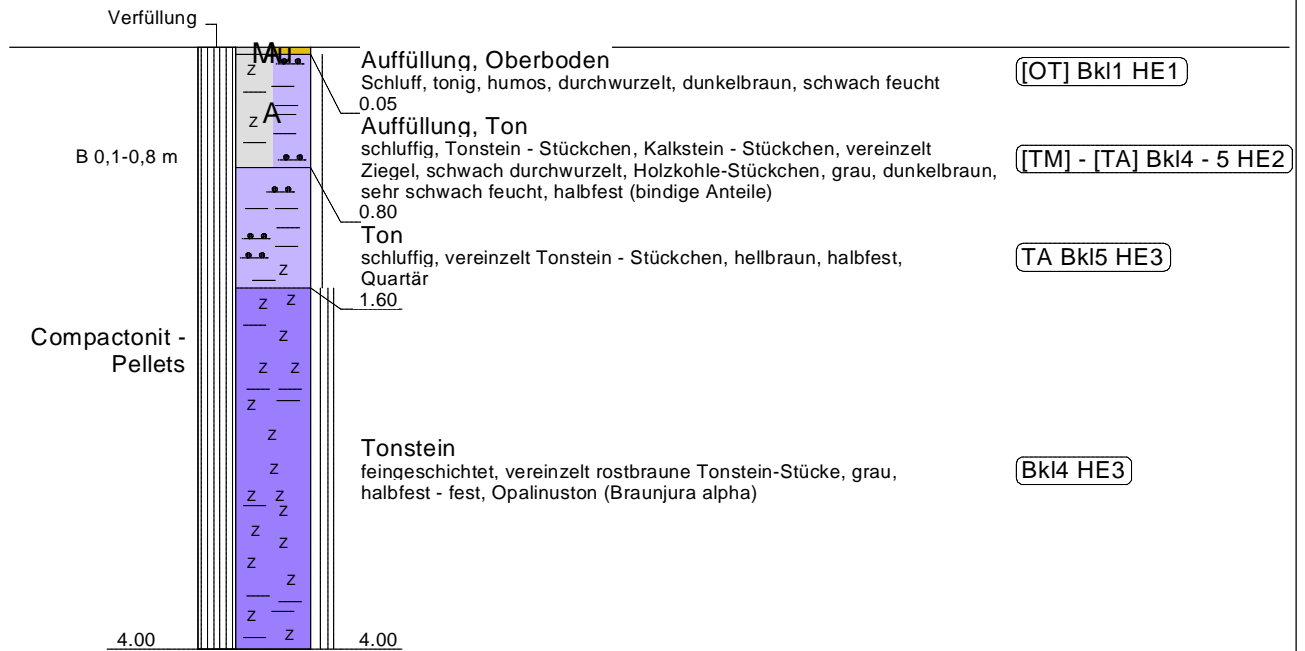 Verfüllung
Mu
Auffüllung, Oberboden
Schluff, tonig, humos, durchwurzelt, dunkelbraun, schwach feucht
[OT] Bkl1 HE1
0.05
A
Auffüllung, Ton
schluffig, Tonstein - Stückchen, Kalkstein - Stückchen, vereinzelt
Ziegel, schwach durchwurzelt, Holzkohle-Stückchen, grau, dunkelbraun,
sehr schwach feucht, halbfest (bindige Anteile)
B 0,1-0,8 m
[TM] - [TA] Bkl4 - 5 HE2
0.80
Ton
schluffig, vereinzelt Tonstein - Stückchen, hellbraun, halbfest,
Quartär
TA Bkl5 HE3
1.60
Compactonit -
Pellets
Tonstein
feingeschichtet, vereinzelt rostbraune Tonstein-Stücke, grau,
halbfest - fest, Opalinuston (Braunjura alpha)
Bkl4 HE3
4.00
4.00